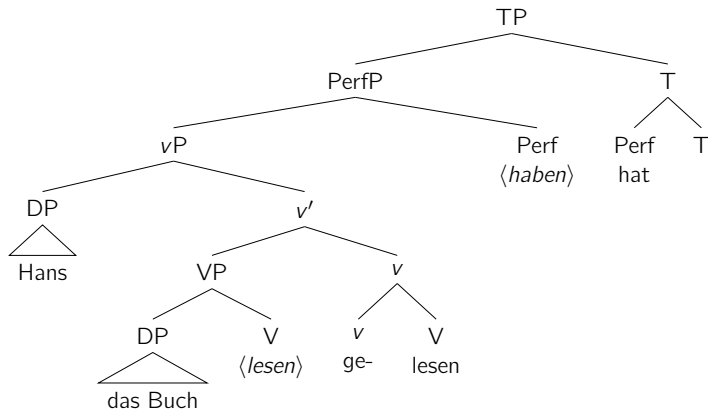 TP
PerfP T
vP Perf Perf T
⟨haben⟩ hat
DP v′
Hans VP v
DP V v V
das Buch ⟨lesen⟩ ge- lesen